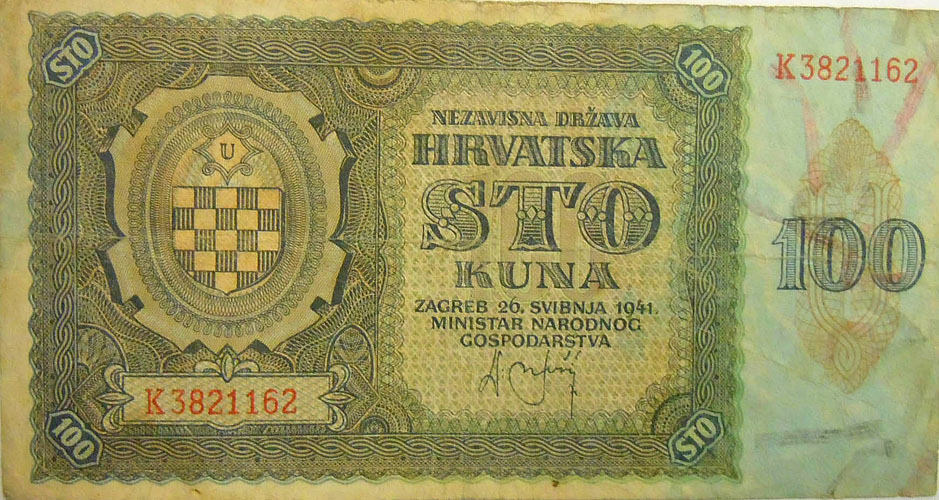 STO
100
K3821162
U
NEZAVISNA DRŽAVA
HRVATSKA
STO
KUNA
ZAGREB 26. SVIBNJA 1941.
MINISTAR NARODNOG
GOSPODARSTVA
100
K3821162
100
STO